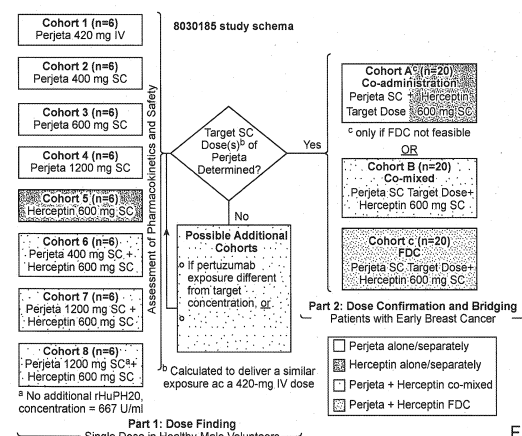 8030185 study schema
Cohort 1 (n=6)
Perjeta 420 mg IV
Cohort 2 (n=6)
Perjeta 400 mg SC
Cohort 3 (n=6)
Perjeta 600 mg SC
Cohort 4 (n=6)
Perjeta 1200 mg SC
Cohort 5 (n=6)
Herceptin 600 mg SC
Cohort 6 (n=6)
Perjeta 400 mg SC +
Herceptin 600 mg SC
Cohort 7 (n=6)
Perjeta 1200 mg SC +
Herceptin 600 mg SC
Cohort 8 (n=6)
Perjeta 1200 mg SCa+
Herceptin 600 mg SC
a No additional rHuPH20,
concentration = 667 U/ml
Assessment of Pharmacokinetics and Safety
Target SC
Dose(s)b of
Perjeta
Determined?
Yes
No
Possible Additional
Cohorts
o If pertuzumab
exposure different
from target
concentration, or
o
b Calculated to deliver a similar
exposure ac a 420-mg IV dose
Part 1: Dose Finding
Single Dose in Healthy Male Volunteers
Cohort Ac (n=20)
Co-administration
Perjeta SC + Herceptin
Target Dose 600 mg SC
c only if FDC not feasible
OR
Cohort B (n=20)
Co-mixed
Perjeta SC Target Dose+
Herceptin 600 mg SC
Cohort c (n=20)
FDC
Perjeta SC Target Dose+
Herceptin 600 mg SC
Part 2: Dose Confirmation and Bridging
Patients with Early Breast Cancer
Perjeta alone/separately
Herceptin alone/separately
Perjeta + Herceptin co-mixed
Perjeta + Herceptin FDC